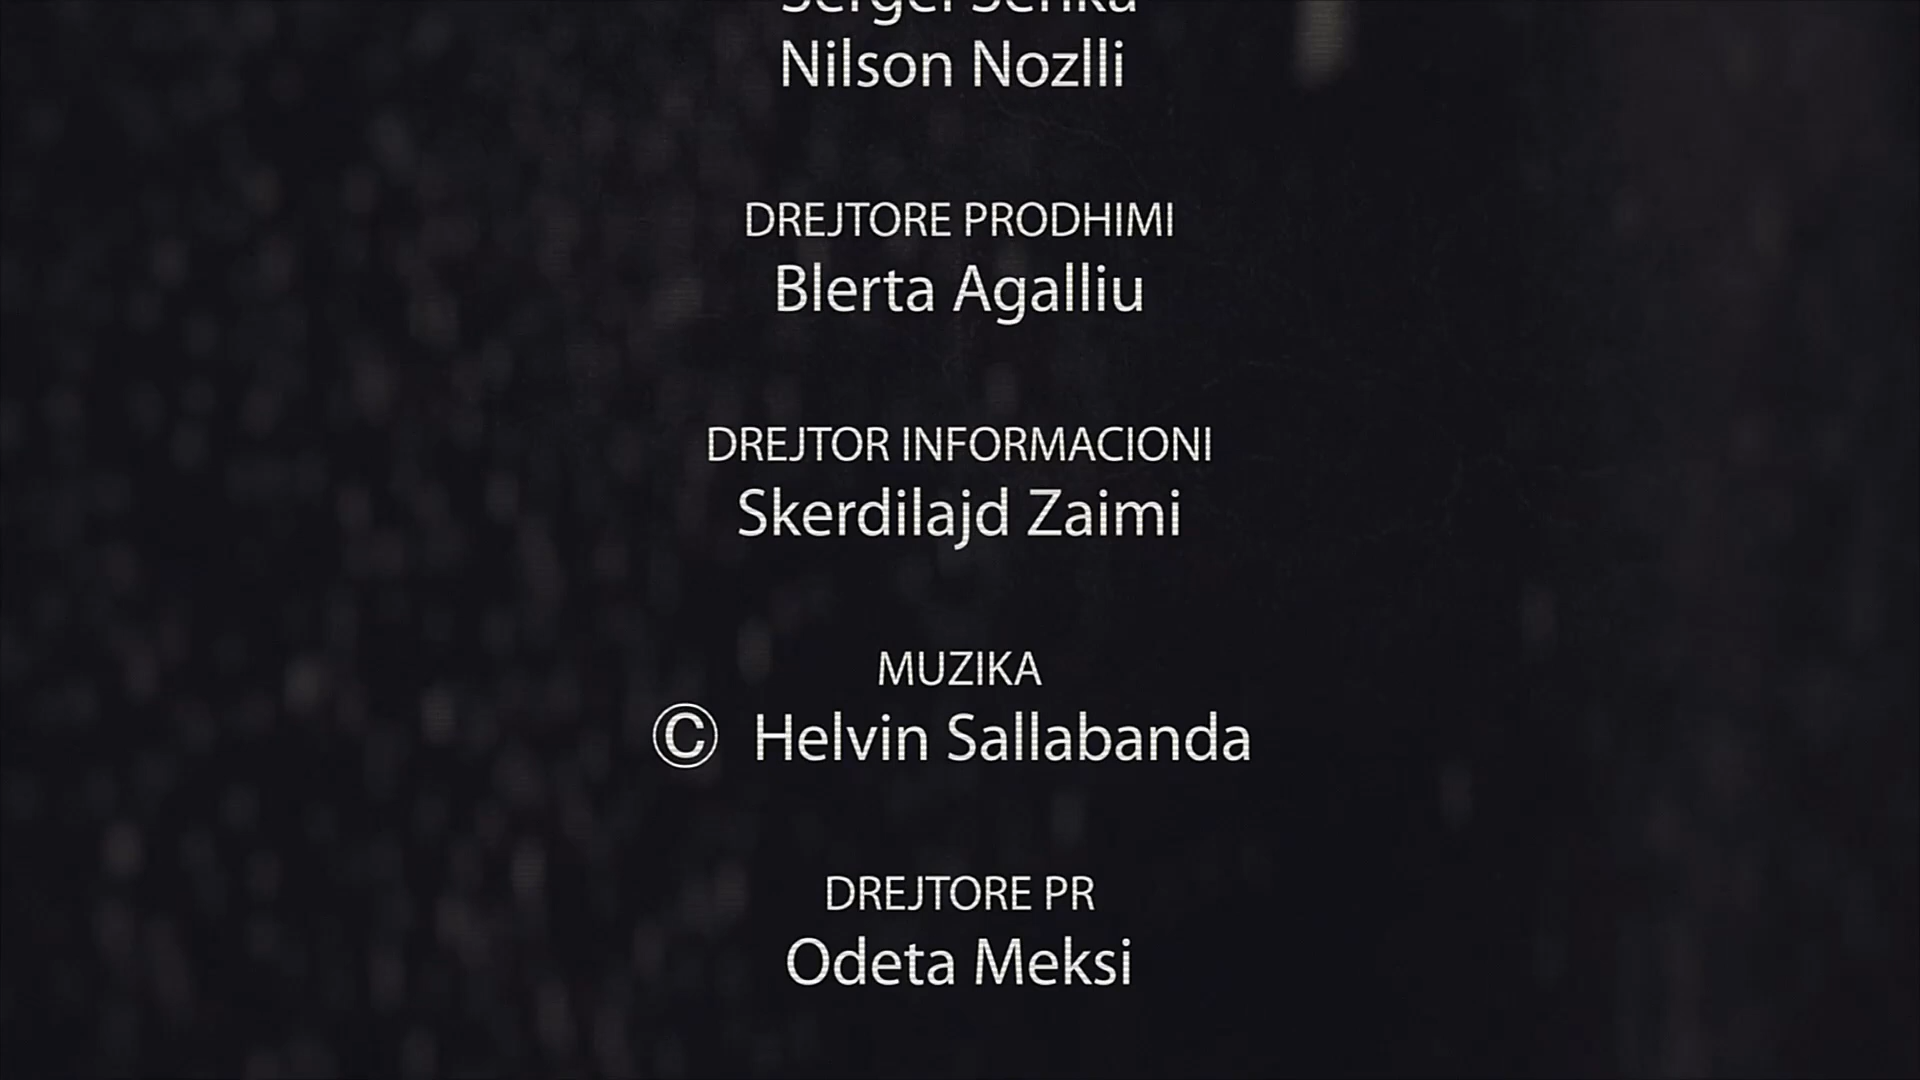 Nilson Nozlli
DREJTORE PRODHIMI
Blerta Agalliu
DREJTOR INFORMACIONI
Skerdilajd Zaimi
MUZIKA
© Helvin Sallabanda
DREJTORE PR
Odeta Meksi